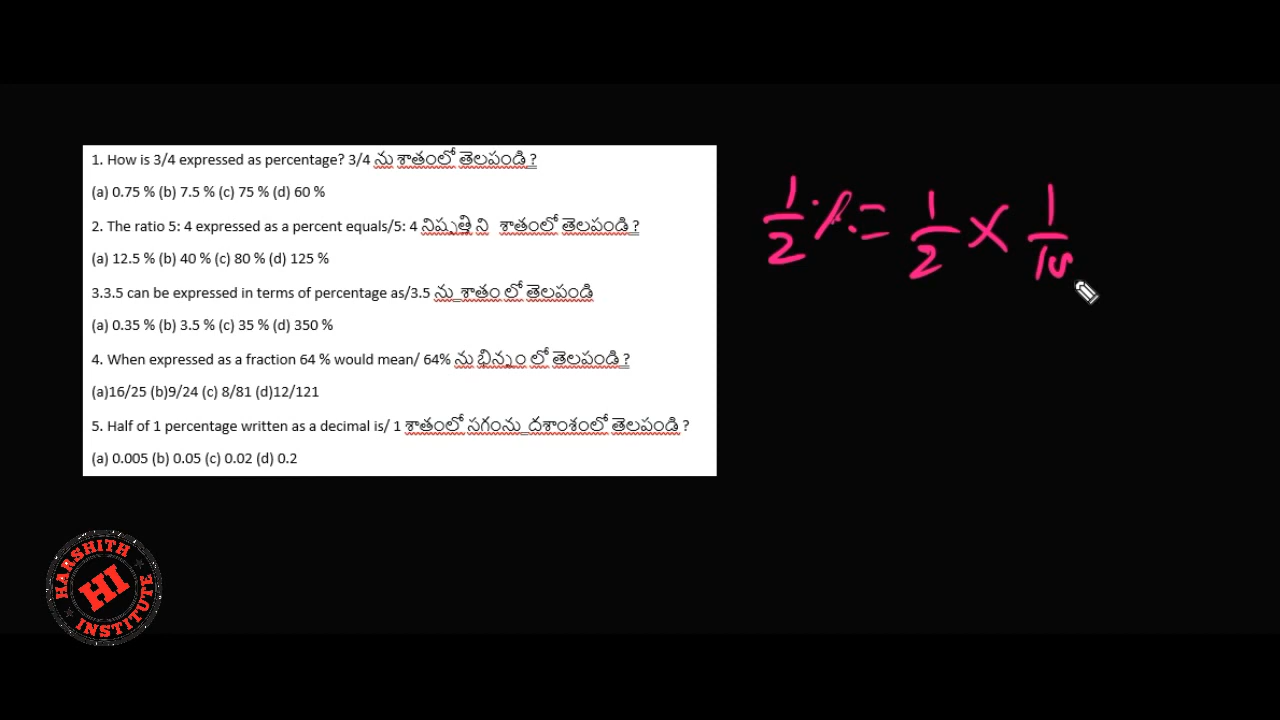 1. How is 3/4 expressed as percentage? 3/4 ను శాతంలో తెలపండి ?
(a) 0.75 % (b) 7.5 % (c) 75 % (d) 60 %
2. The ratio 5: 4 expressed as a percent equals/5: 4 నిష్పత్తి ని శాతంలో తెలపండి ?
(a) 12.5 % (b) 40 % (c) 80 % (d) 125 %
3.3.5 can be expressed in terms of percentage as/3.5 ను శాతం లో తెలపండి
(a) 0.35 % (b) 3.5 % (c) 35 % (d) 350 %
4. When expressed as a fraction 64 % would mean/ 64% ను భిన్నం లో తెలపండి ?
(a)16/25 (b)9/24 (c) 8/81 (d)12/121
5. Half of 1 percentage written as a decimal is/ 1 శాతంలో సగంను దశాంశంలో తెలపండి ?
(a) 0.005 (b) 0.05 (c) 0.02 (d) 0.2
1/2 % = 1/2 ×
HARSHITH
HI
INSTITUTE